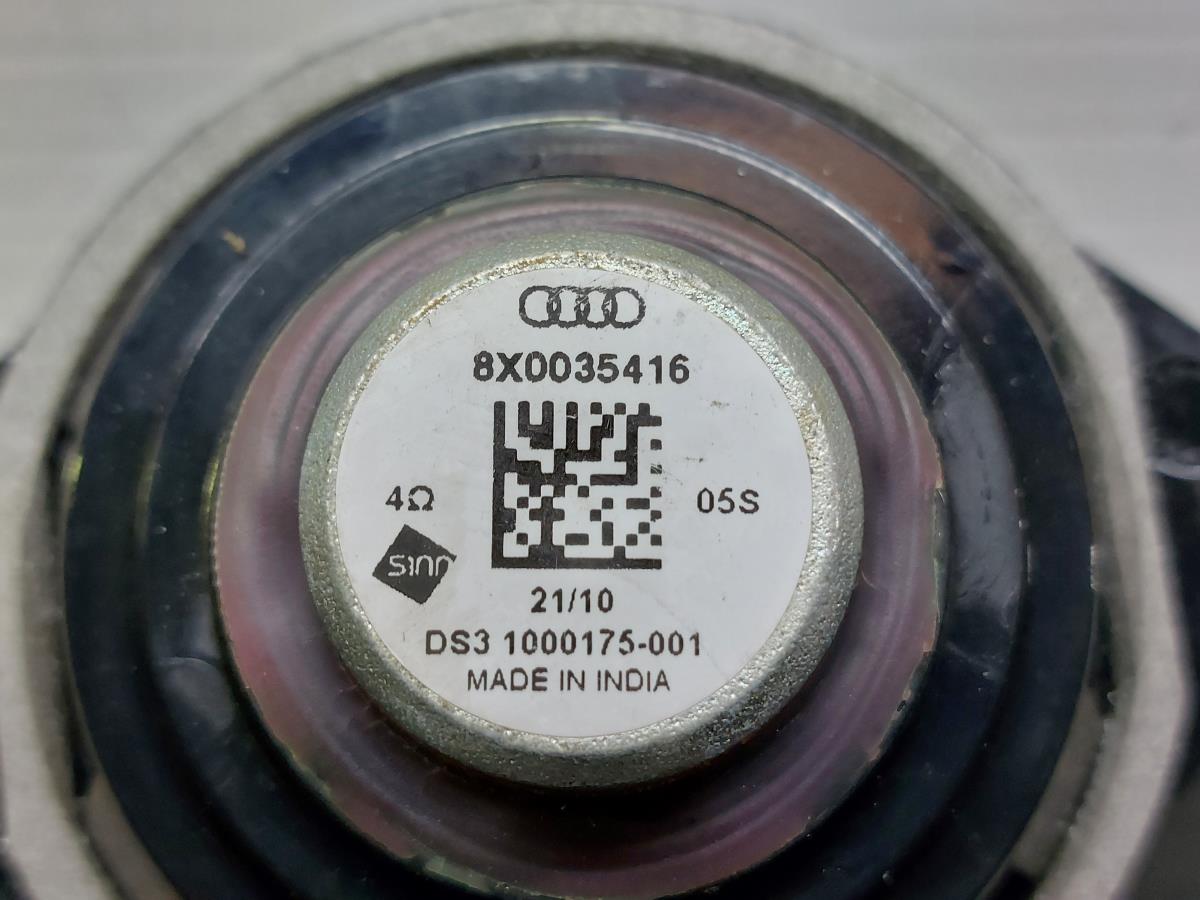 8X0035416
4Ω
05S
21/10
DS3 1000175-001
MADE IN INDIA